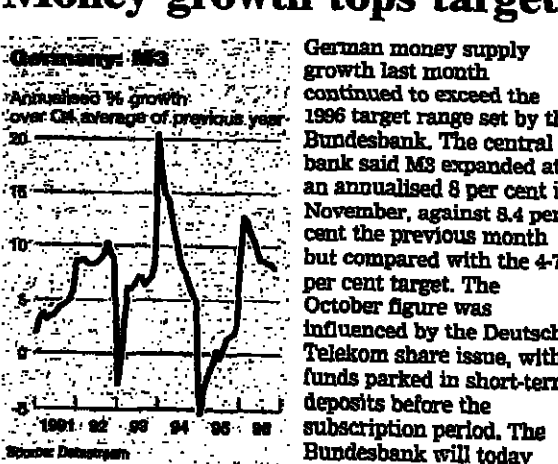 Money growth tops target
Germany: M3
Annualised % growth
over Q4 average of previous year
20
15
10
5
0
-5
1991 92 93 94 95 96
Source: Datastream
German money supply
growth last month
continued to exceed the
1996 target range set by th
Bundesbank. The central
bank said M3 expanded at
an annualised 8 per cent i
November, against 8.4 per
cent the previous month
but compared with the 4-7
per cent target. The
October figure was
influenced by the Deutsch
Telekom share issue, with
funds parked in short-term
deposits before the
subscription period. The
Bundesbank will today